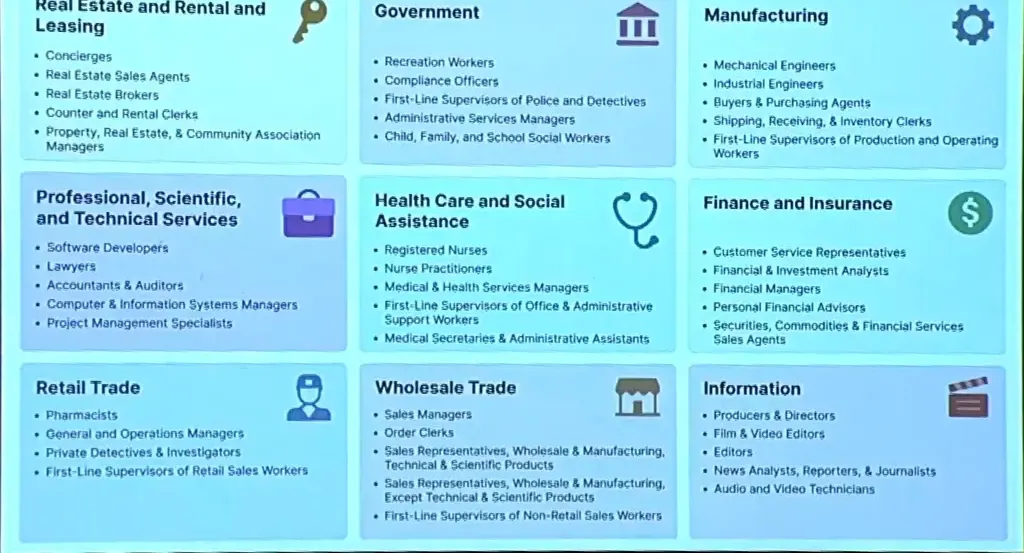 Real Estate and Rental and
Leasing
• Concierges
• Real Estate Sales Agents
• Real Estate Brokers
• Counter and Rental Clerks
• Property, Real Estate, & Community Association
Managers
Government
• Recreation Workers
• Compliance Officers
• First-Line Supervisors of Police and Detectives
• Administrative Services Managers
• Child, Family, and School Social Workers
Manufacturing
• Mechanical Engineers
• Industrial Engineers
• Buyers & Purchasing Agents
• Shipping, Receiving, & Inventory Clerks
• First-Line Supervisors of Production and Operating
Workers
Professional, Scientific,
and Technical Services
• Software Developers
• Lawyers
• Accountants & Auditors
• Computer & Information Systems Managers
• Project Management Specialists
Health Care and Social
Assistance
• Registered Nurses
• Nurse Practitioners
• Medical & Health Services Managers
• First-Line Supervisors of Office & Administrative
Support Workers
• Medical Secretaries & Administrative Assistants
Finance and Insurance
$
• Customer Service Representatives
• Financial & Investment Analysts
• Financial Managers
• Personal Financial Advisors
• Securities, Commodities & Financial Services
Sales Agents
Retail Trade
• Pharmacists
• General and Operations Managers
• Private Detectives & Investigators
• First-Line Supervisors of Retail Sales Workers
Wholesale Trade
• Sales Managers
• Order Clerks
• Sales Representatives, Wholesale & Manufacturing,
Technical & Scientific Products
• Sales Representatives, Wholesale & Manufacturing,
Except Technical & Scientific Products
• First-Line Supervisors of Non-Retail Sales Workers
Information
• Producers & Directors
• Film & Video Editors
• Editors
• News Analysts, Reporters, & Journalists
• Audio and Video Technicians